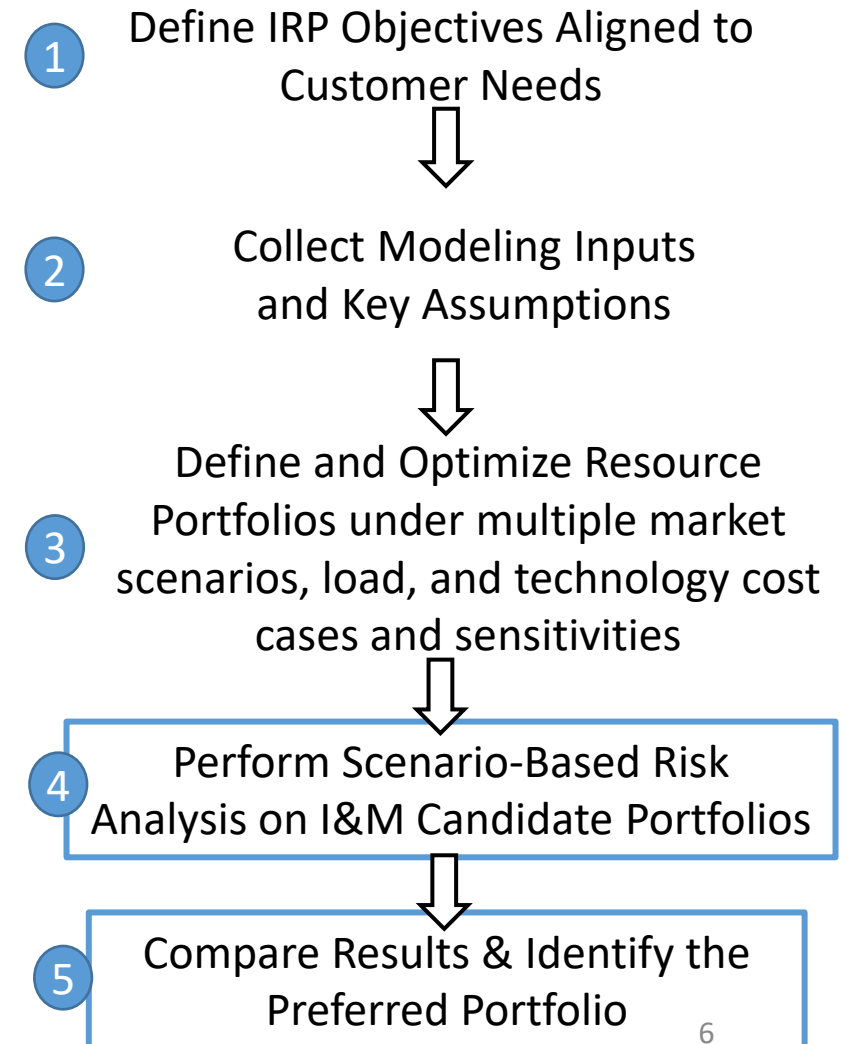 Define IRP Objectives Aligned to
1
Customer Needs
Collect Modeling Inputs
2
and Key Assumptions
Define and Optimize Resource
Portfolios under multiple market
3
scenarios, load, and technology cost
cases and sensitivities
Perform Scenario-Based Risk
4
Analysis on I&M Candidate Portfolios
Compare Results & Identify the
5
Preferred Portfolio
6